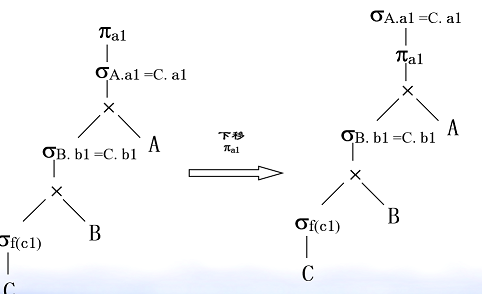 πa1
σA.a1 =C. a1
×
σB. b1 =C. b1
A
×
σf(c1)
B
C
下移
πa1
σA.a1 =C. a1
πa1
×
σB. b1 =C. b1
A
×
σf(c1)
B
C